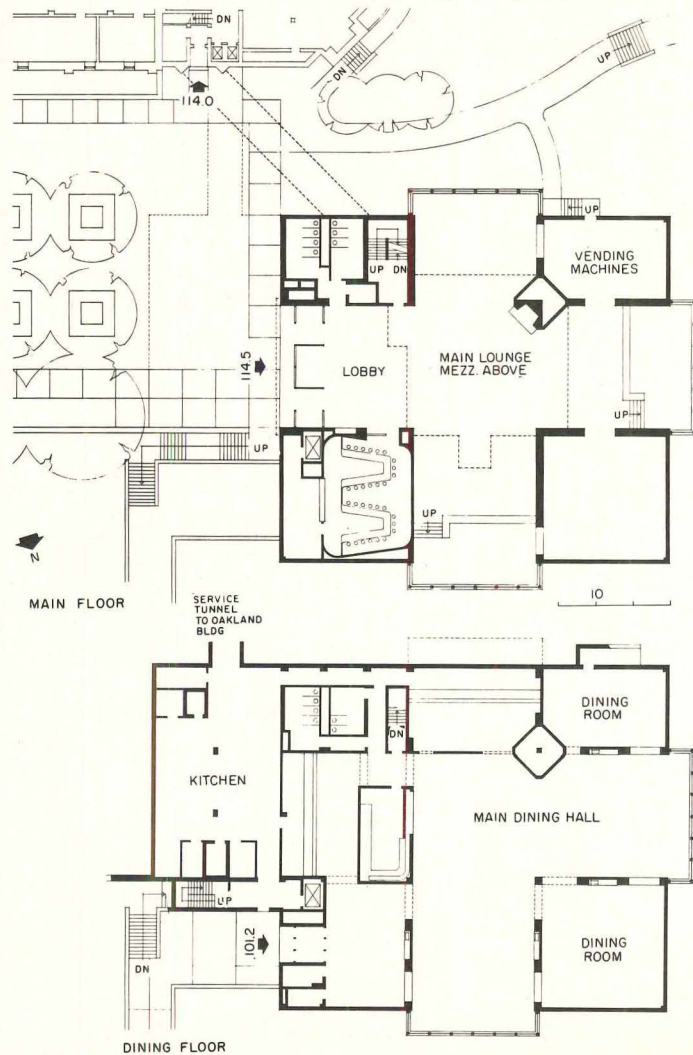 DN
DN
UP
114.0
UP
UP
DN
VENDING
MACHINES
114.5
LOBBY
MAIN LOUNGE
MEZZ. ABOVE
UP
UP
UP
N
MAIN FLOOR
SERVICE
TUNNEL
TO OAKLAND
BLDG
10
DINING
ROOM
DN
KITCHEN
MAIN DINING HALL
UP
101.2
DN
DINING
ROOM
DINING FLOOR